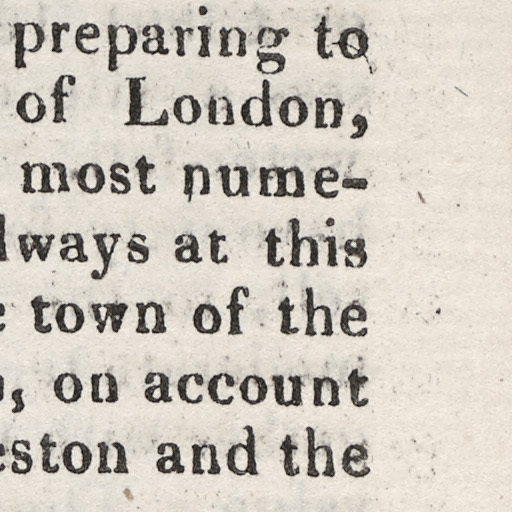 preparing to
of London,
most nume-
lways at this
town of the
, on account
eston and the